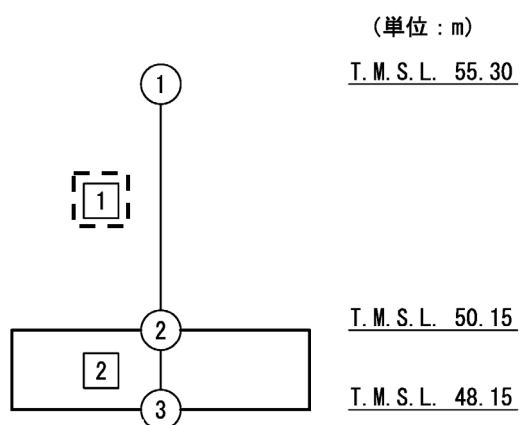 (単位:m)
① T.M.S.L. 55.30
1
② T.M.S.L. 50.15
2
③ T.M.S.L. 48.15